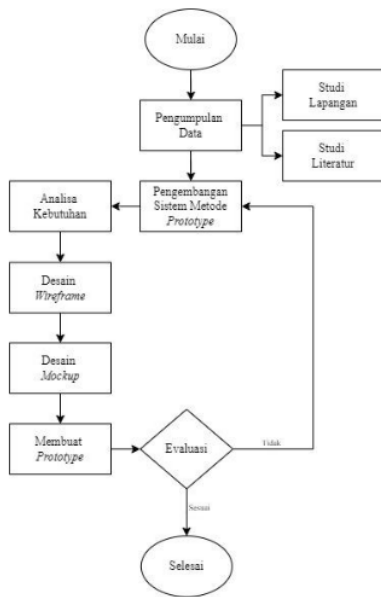 Mulai
Pengumpulan
Data
Studi
Lapangan
Studi
Literatur
Pengembangan
Sistem Metode
Prototype
Analisa
Kebutuhan
Desain
Wireframe
Desain
Mockup
Membuat
Prototype
Evaluasi
Tidak
Sesuai
Selesai